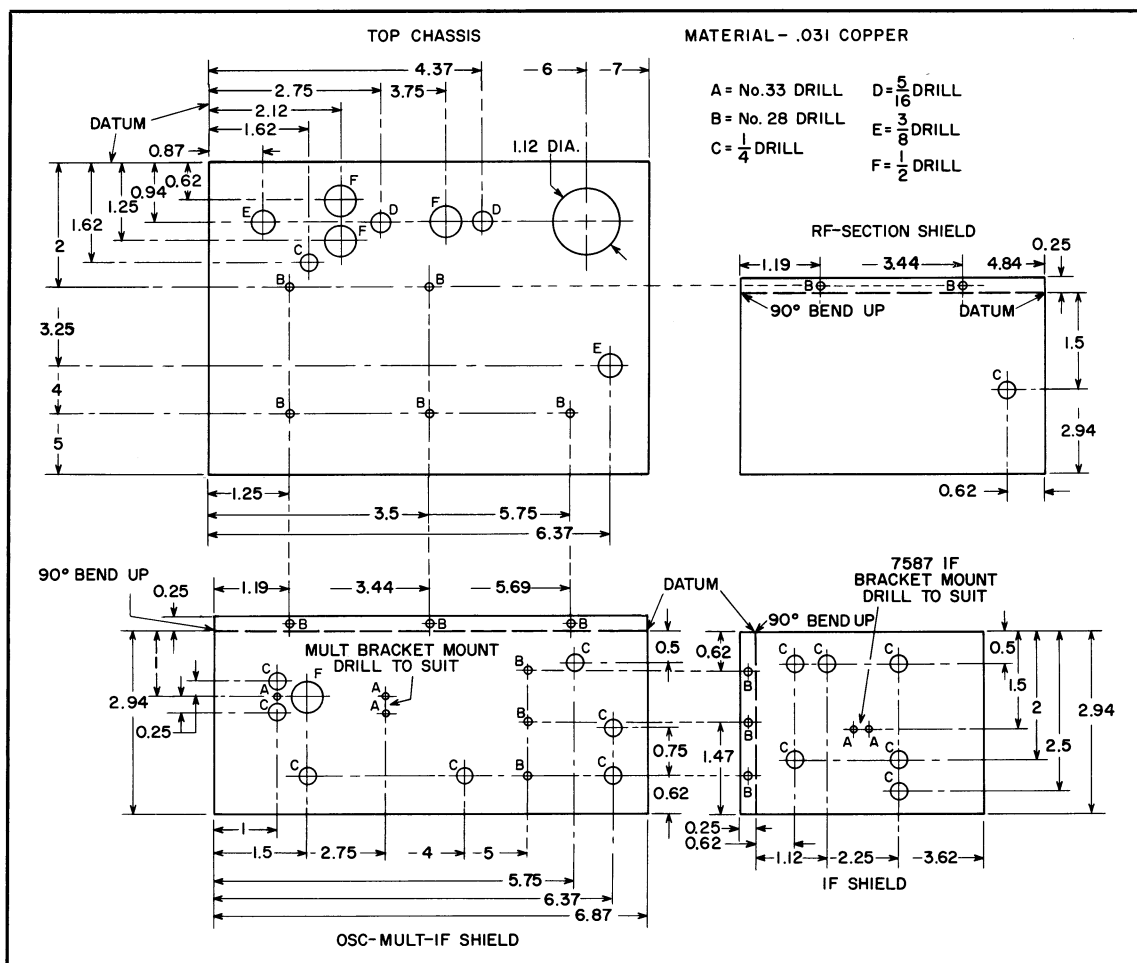 TOP CHASSIS
MATERIAL - .031 COPPER
A = No.33 DRILL
D = 5/16 DRILL
B = No. 28 DRILL
E = 3/8 DRILL
C = 1/4 DRILL
F = 1/2 DRILL
4.37
6
7
2.75
3.75
2.12
DATUM
1.62
0.87
1.12 DIA.
0.62
0.94
1.25
1.62
2
3.25
4
5
E
F
F
D
F
D
C
B
B
E
B
B
B
1.25
3.5
5.75
6.37
RF-SECTION SHIELD
0.25
1.19
3.44
4.84
B
B
90° BEND UP
DATUM
1.5
C
2.94
0.62
90° BEND UP
0.25
1.19
3.44
5.69
DATUM
B
B
B
MULT BRACKET MOUNT
DRILL TO SUIT
C
F
A
C
A
A
B
C
0.5
2.94
0.25
B
C
0.75
C
C
B
C
0.62
1
1.5
2.75
4
5
5.75
6.37
6.87
OSC-MULT-IF SHIELD
7587 IF
BRACKET MOUNT
DRILL TO SUIT
90° BEND UP
0.62
C
C
C
0.5
B
1.5
2
2.94
B
A
A
2.5
1.47
C
C
B
C
0.25
0.62
1.12
2.25
3.62
IF SHIELD